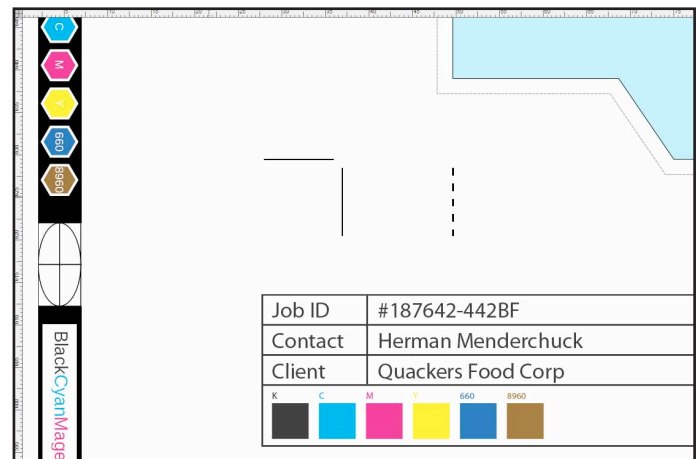 C
M
Y
660
8960
BlackCyanMage
Job ID #187642-442BF
Contact Herman Menderchuck
Client Quackers Food Corp
K C M Y 660 8960